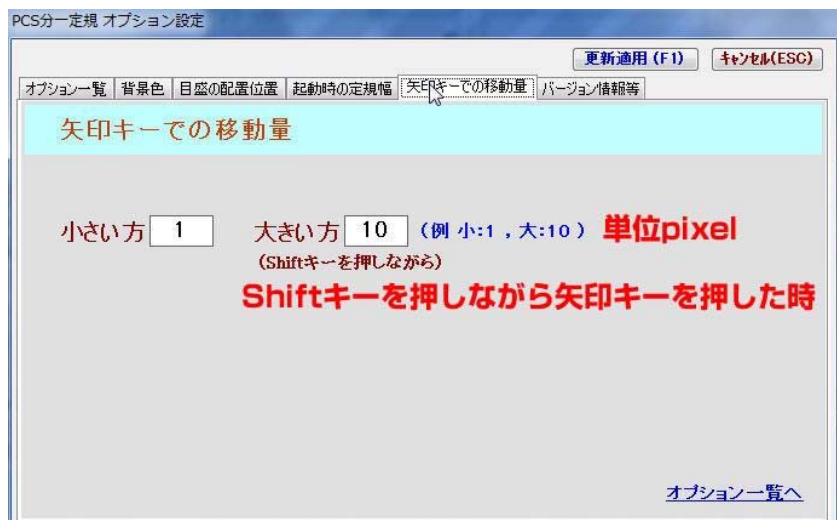 PCS分一定規 オプション設定
更新適用 (F1) キャンセル(ESC)
オプション一覧 背景色 目盛の配置位置 起動時の定規幅 矢印キーでの移動量 バージョン情報等
矢印キーでの移動量
小さい方 1 大きい方 10 (例 小:1 , 大:10 ) 単位pixel
(Shiftキーを押しながら)
Shiftキーを押しながら矢印キーを押した時
オプション一覧へ